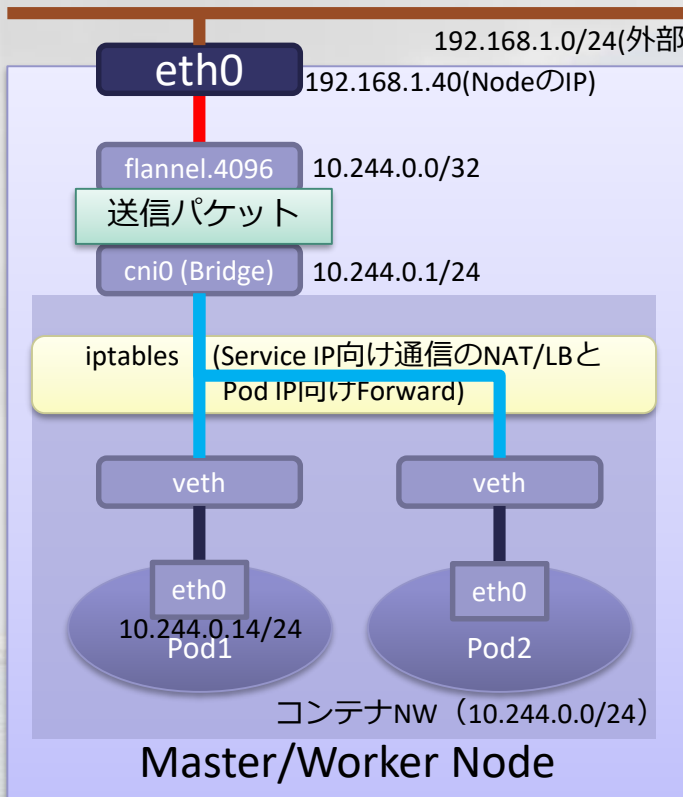 192.168.1.0/24(外部
eth0
192.168.1.40(NodeのIP)
flannel.4096
10.244.0.0/32
送信パケット
cni0 (Bridge)
10.244.0.1/24
iptables (Service IP向け通信のNAT/LBと
Pod IP向けForward)
veth
veth
eth0
eth0
10.244.0.14/24
Pod1
Pod2
コンテナNW（10.244.0.0/24）
Master/Worker Node